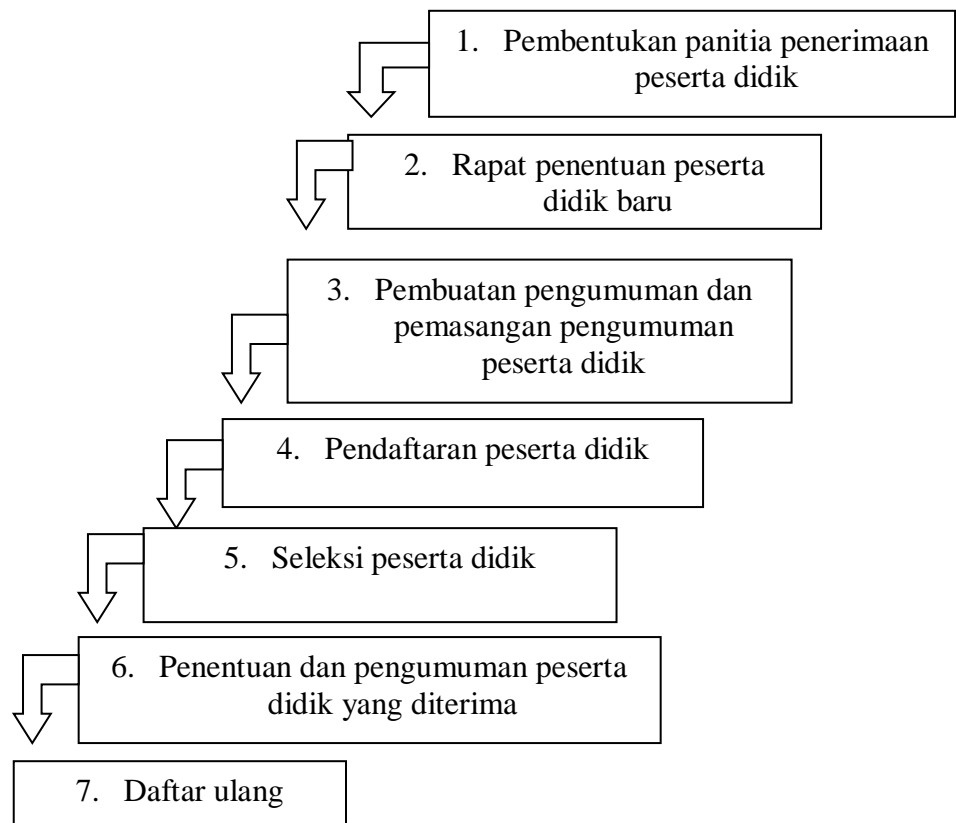 1. Pembentukan panitia penerimaan
peserta didik
2. Rapat penentuan peserta
didik baru
3. Pembuatan pengumuman dan
pemasangan pengumuman
peserta didik
4. Pendaftaran peserta didik
5. Seleksi peserta didik
6. Penentuan dan pengumuman peserta
didik yang diterima
7. Daftar ulang